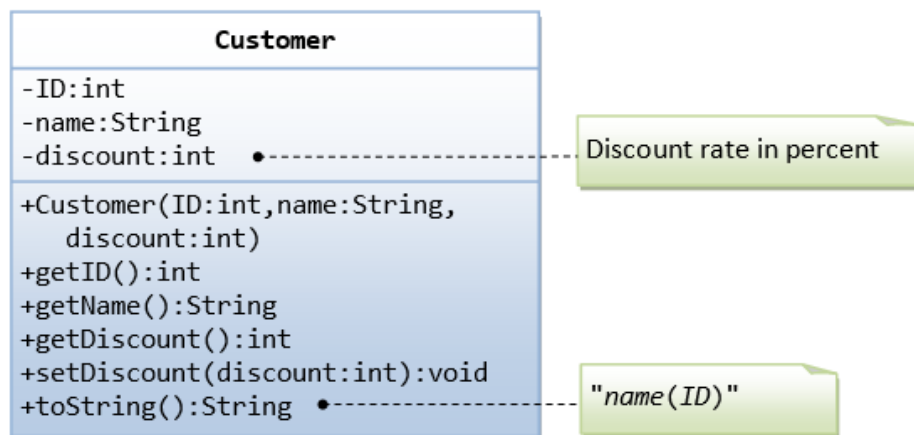 Customer
-ID:int
-name:String
-discount:int
Discount rate in percent
+Customer(ID:int,name:String,
discount:int)
+getID():int
+getName():String
+getDiscount():int
+setDiscount(discount:int):void
+toString():String
"name(ID)"